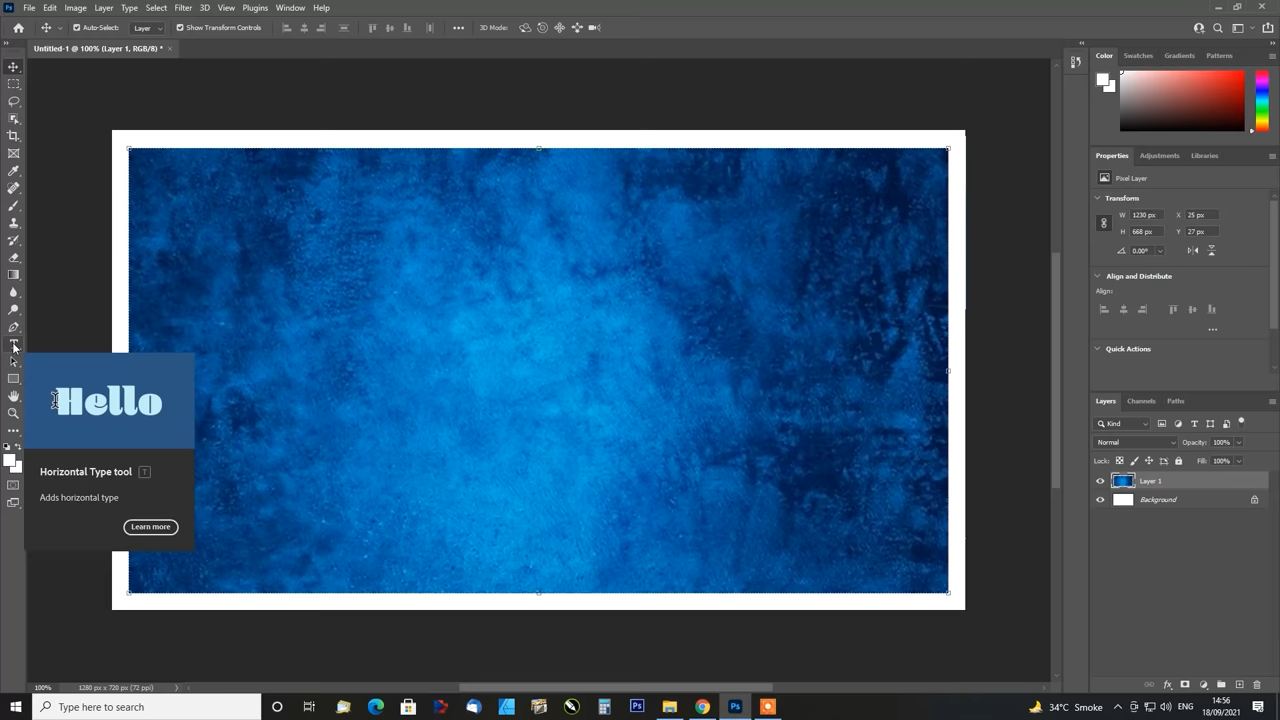 Ps File Edit Image Layer Type Select Filter 3D View Plugins Window Help
Auto-Select: Layer Show Transform Controls 3D Mode:
Untitled-1 @ 100% (Layer 1, RGB/8) * ×
Color Swatches Gradients Patterns
Properties Adjustments Libraries
Pixel Layer
Transform
W 1230 px X 25 px
H 668 px Y 27 px
0.00°
Align and Distribute
Align:
Quick Actions
Hello
Horizontal Type tool T
Adds horizontal type
Learn more
Layers Channels Paths
Kind
Normal Opacity: 100%
Lock: Fill: 100%
Layer 1
Background
100% 1280 px x 720 px (72 ppi)
Type here to search
34°C Smoke ENG 14:56
18/09/2021